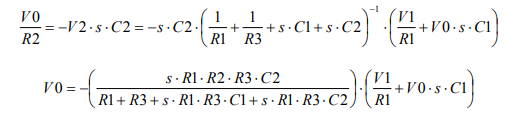 V0/R2 = −V2·s·C2 = −s·C2·(1/R1 + 1/R3 + s·C1 + s·C2)^−1·(V1/R1 + V0·s·C1)
V0 = −(s·R1·R2·R3·C2/(R1 + R3 + s·R1·R3·C1 + s·R1·R3·C2))·(V1/R1 + V0·s·C1)